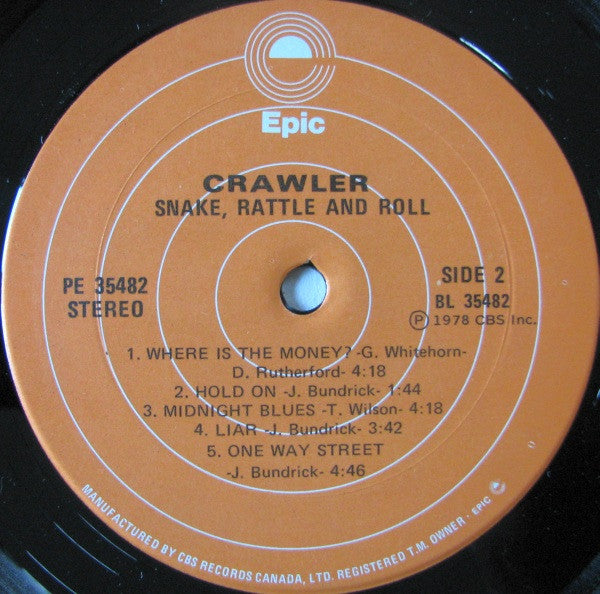 Epic
CRAWLER
SNAKE, RATTLE AND ROLL
PE 35482
STEREO
SIDE 2
BL 35482
Ⓟ 1978 CBS Inc.
1. WHERE IS THE MONEY? -G. Whitehorn-
D. Rutherford- 4:18
2. HOLD ON -J. Bundrick- 1:44
3. MIDNIGHT BLUES -T. Wilson- 4:18
4. LIAR -J. Bundrick- 3:42
5. ONE WAY STREET
-J. Bundrick- 4:46
MANUFACTURED BY CBS RECORDS CANADA, LTD. REGISTERED T.M. OWNER - EPIC